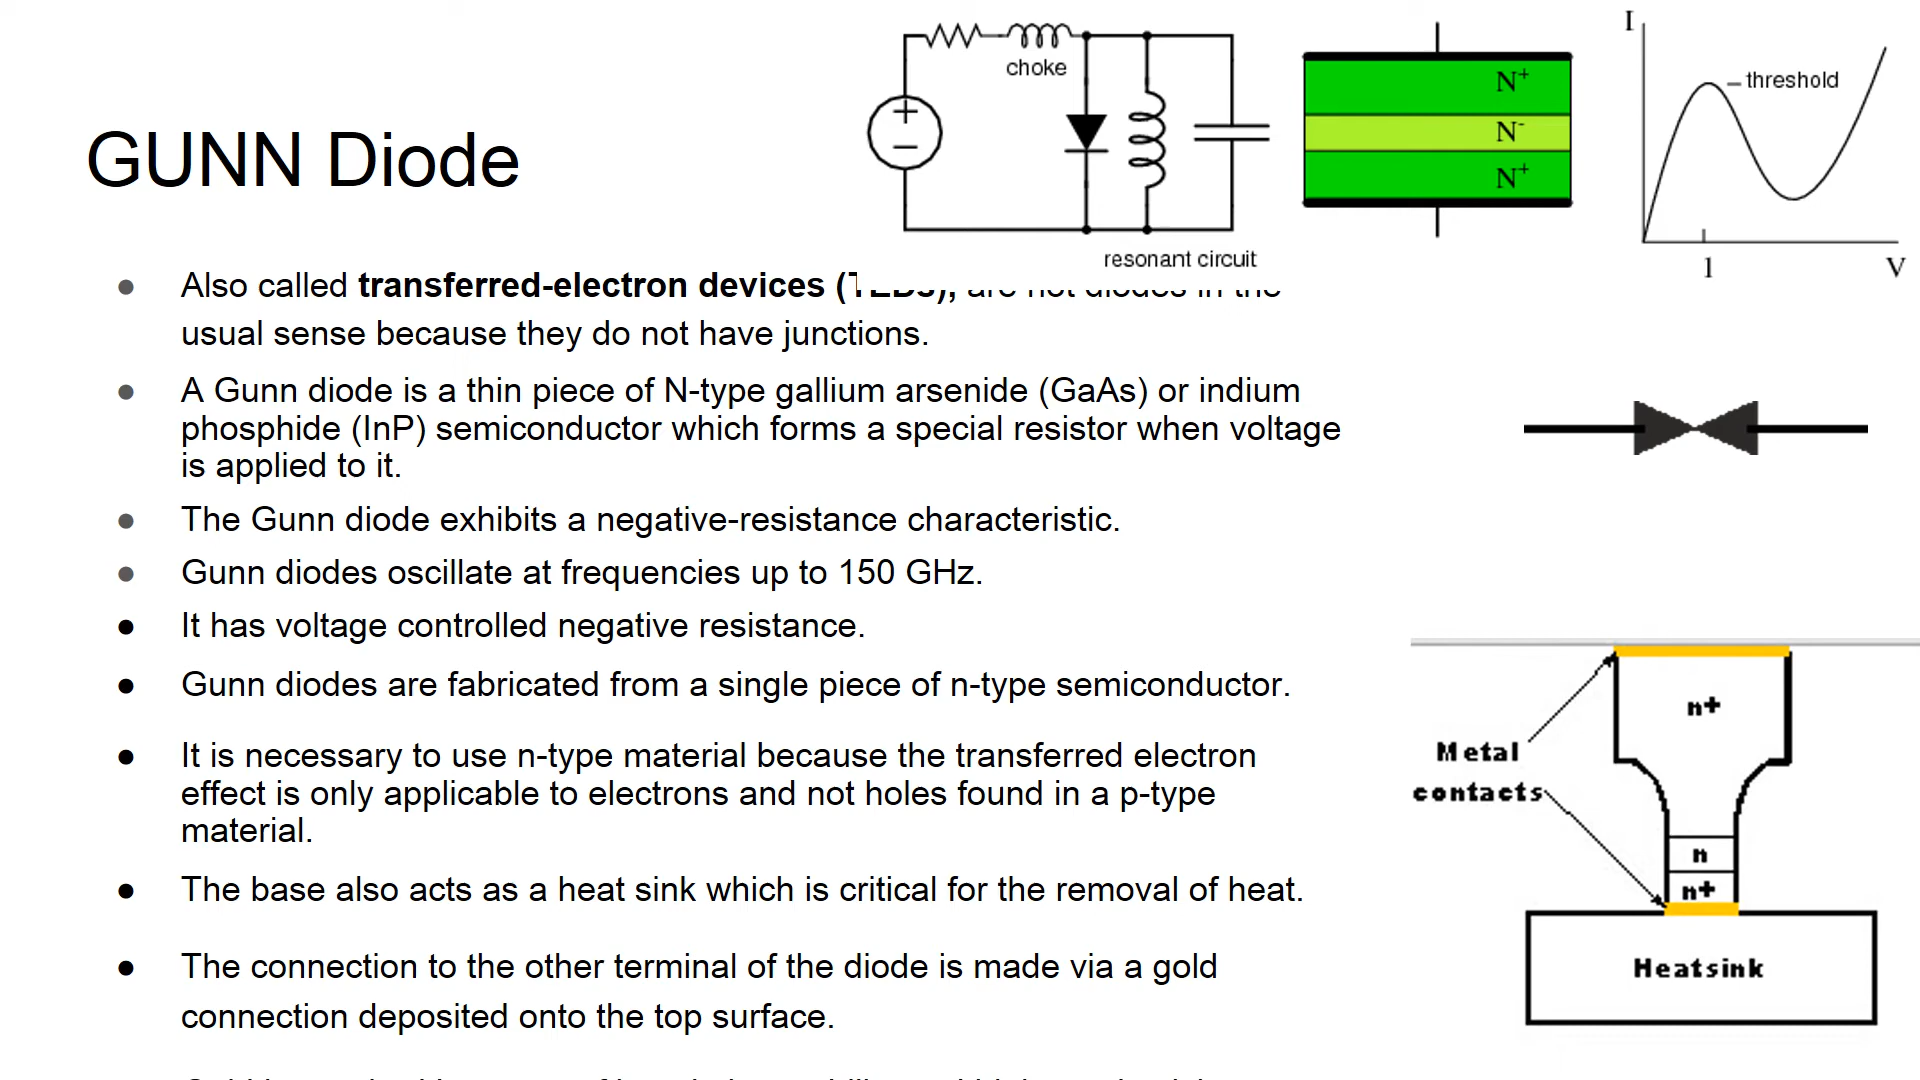 GUNN Diode
choke
resonant circuit
N+
N-
N+
I
threshold
1
V
● Also called transferred-electron devices (TEDs), are not diodes in the
usual sense because they do not have junctions.
● A Gunn diode is a thin piece of N-type gallium arsenide (GaAs) or indium
phosphide (InP) semiconductor which forms a special resistor when voltage
is applied to it.
● The Gunn diode exhibits a negative-resistance characteristic.
● Gunn diodes oscillate at frequencies up to 150 GHz.
● It has voltage controlled negative resistance.
● Gunn diodes are fabricated from a single piece of n-type semiconductor.
● It is necessary to use n-type material because the transferred electron
effect is only applicable to electrons and not holes found in a p-type
material.
● The base also acts as a heat sink which is critical for the removal of heat.
● The connection to the other terminal of the diode is made via a gold
connection deposited onto the top surface.
n+
Metal
contacts
n
n+
Heatsink